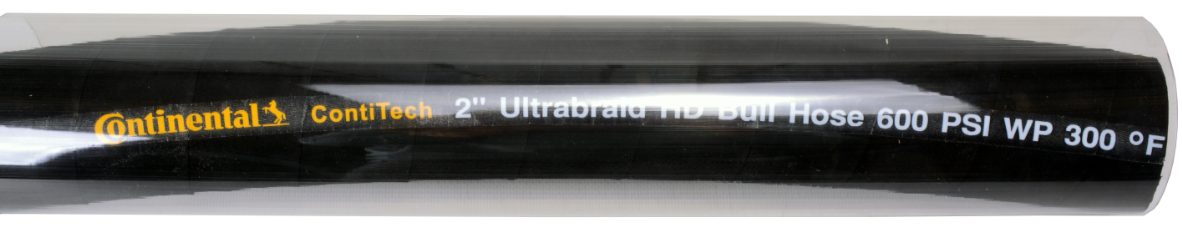 Continental ContiTech 2" Ultrabraid HD Bull Hose 600 PSI WP 300 °F